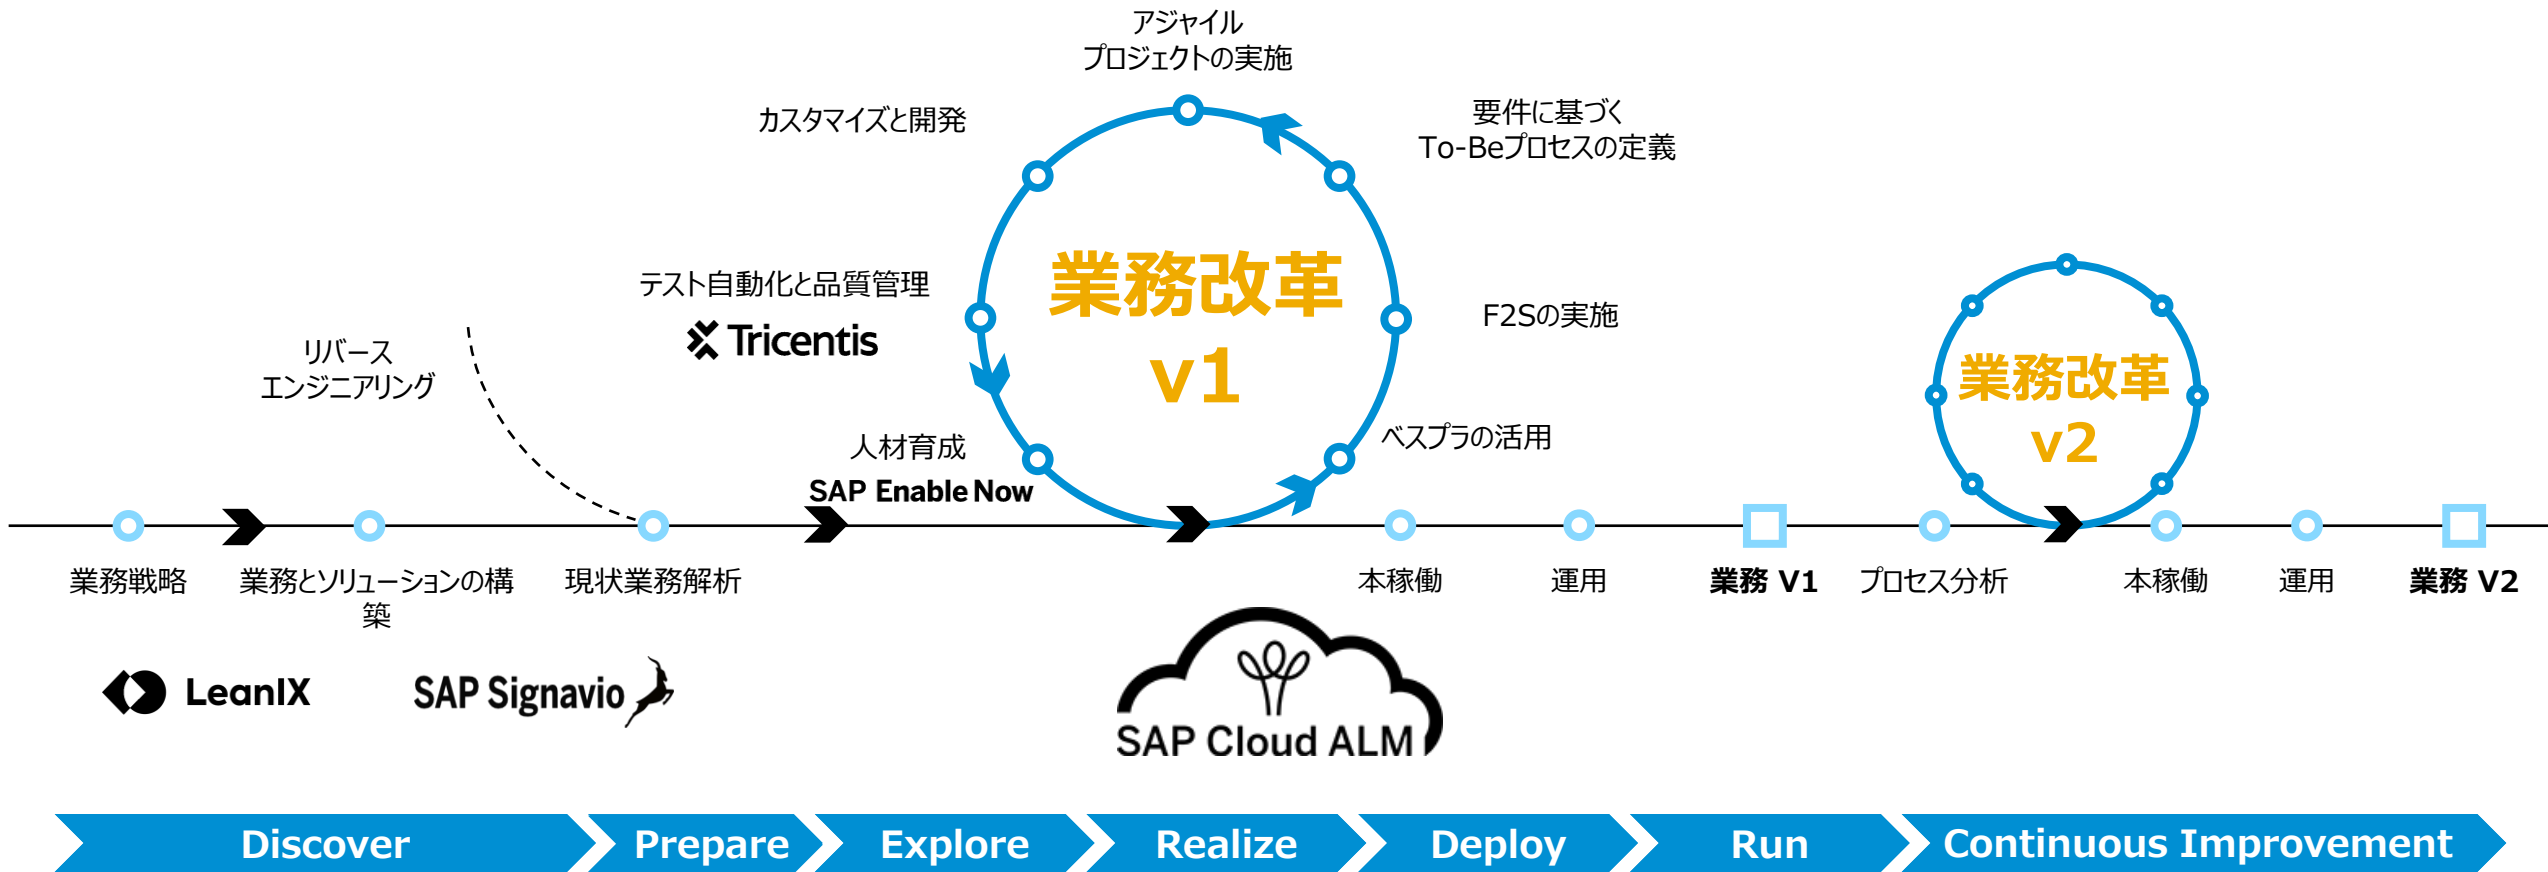 アジャイル
プロジェクトの実施
カスタマイズと開発
要件に基づく
To-Beプロセスの定義
業務改革
v1
テスト自動化と品質管理
Tricentis
F2Sの実施
リバース
エンジニアリング
業務改革
v2
人材育成
SAP Enable Now
ベスプラの活用
業務戦略
業務とソリューションの構
築
現状業務解析
本稼働
運用
業務 V1
プロセス分析
本稼働
運用
業務 V2
LeanIX
SAP Signavio
SAP Cloud ALM
Discover
Prepare
Explore
Realize
Deploy
Run
Continuous Improvement